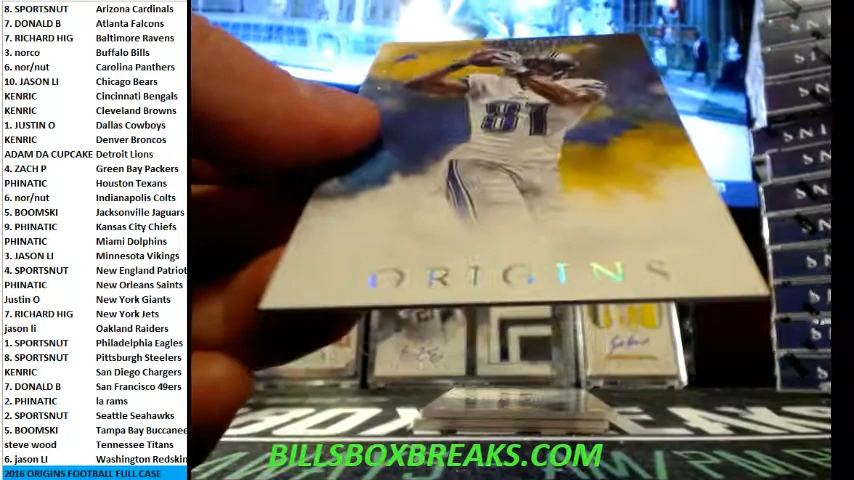 8. SPORTSNUT Arizona Cardinals
7. DONALD B Atlanta Falcons
7. RICHARD HIG Baltimore Ravens
3. norco Buffalo Bills
6. nor/nut Carolina Panthers
10. JASON LI Chicago Bears
KENRIC Cincinnati Bengals
KENRIC Cleveland Browns
1. JUSTIN O Dallas Cowboys
KENRIC Denver Broncos
ADAM DA CUPCAKE Detroit Lions
4. ZACH P Green Bay Packers
PHINATIC Houston Texans
6. nor/nut Indianapolis Colts
5. BOOMSKI Jacksonville Jaguars
9. PHINATIC Kansas City Chiefs
PHINATIC Miami Dolphins
3. JASON LI Minnesota Vikings
4. SPORTSNUT New England Patriot
PHINATIC New Orleans Saints
Justin O New York Giants
7. RICHARD HIG New York Jets
jason li Oakland Raiders
1. SPORTSNUT Philadelphia Eagles
8. SPORTSNUT Pittsburgh Steelers
KENRIC San Diego Chargers
7. DONALD B San Francisco 49ers
2. PHINATIC la rams
2. SPORTSNUT Seattle Seahawks
5. BOOMSKI Tampa Bay Buccanee
steve wood Tennessee Titans
6. jason LI Washington Redskin
2016 ORIGINS FOOTBALL FULL CASE
81
ORIGINS
BILLSBOXBREAKS.COM